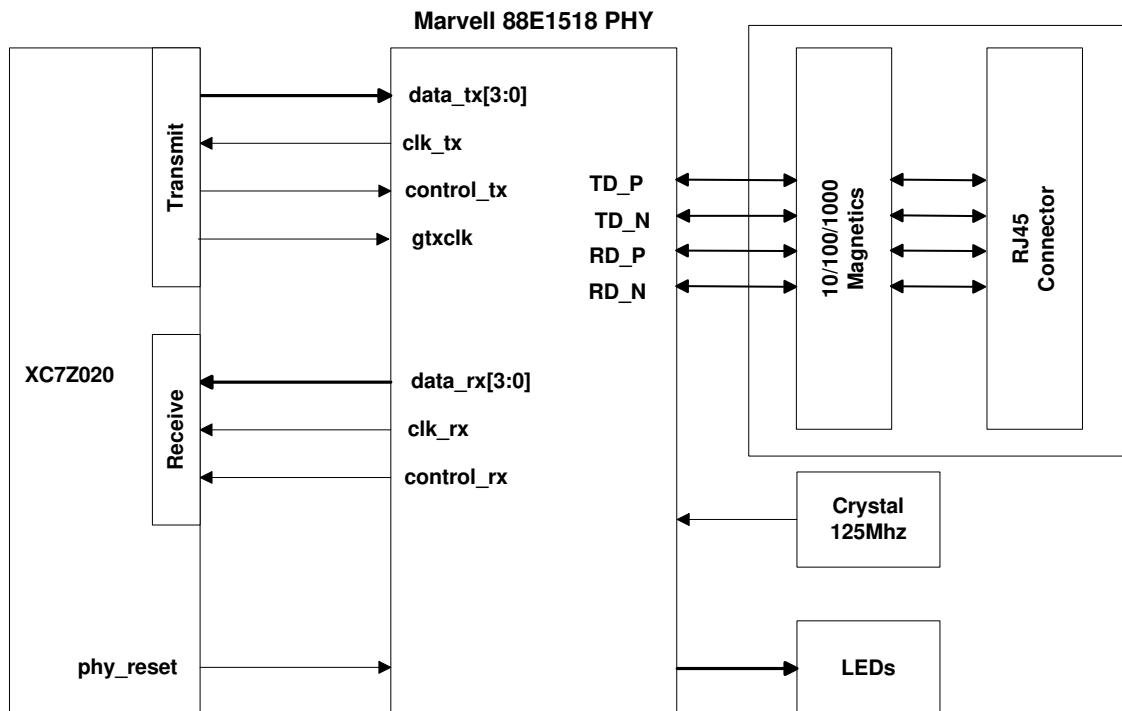 Marvell 88E1518 PHY
Transmit
data_tx[3:0]
clk_tx
control_tx
gtxclk
TD_P
TD_N
RD_P
RD_N
10/100/1000
Magnetics
RJ45
Connector
XC7Z020
Receive
data_rx[3:0]
clk_rx
control_rx
Crystal
125Mhz
phy_reset
LEDs